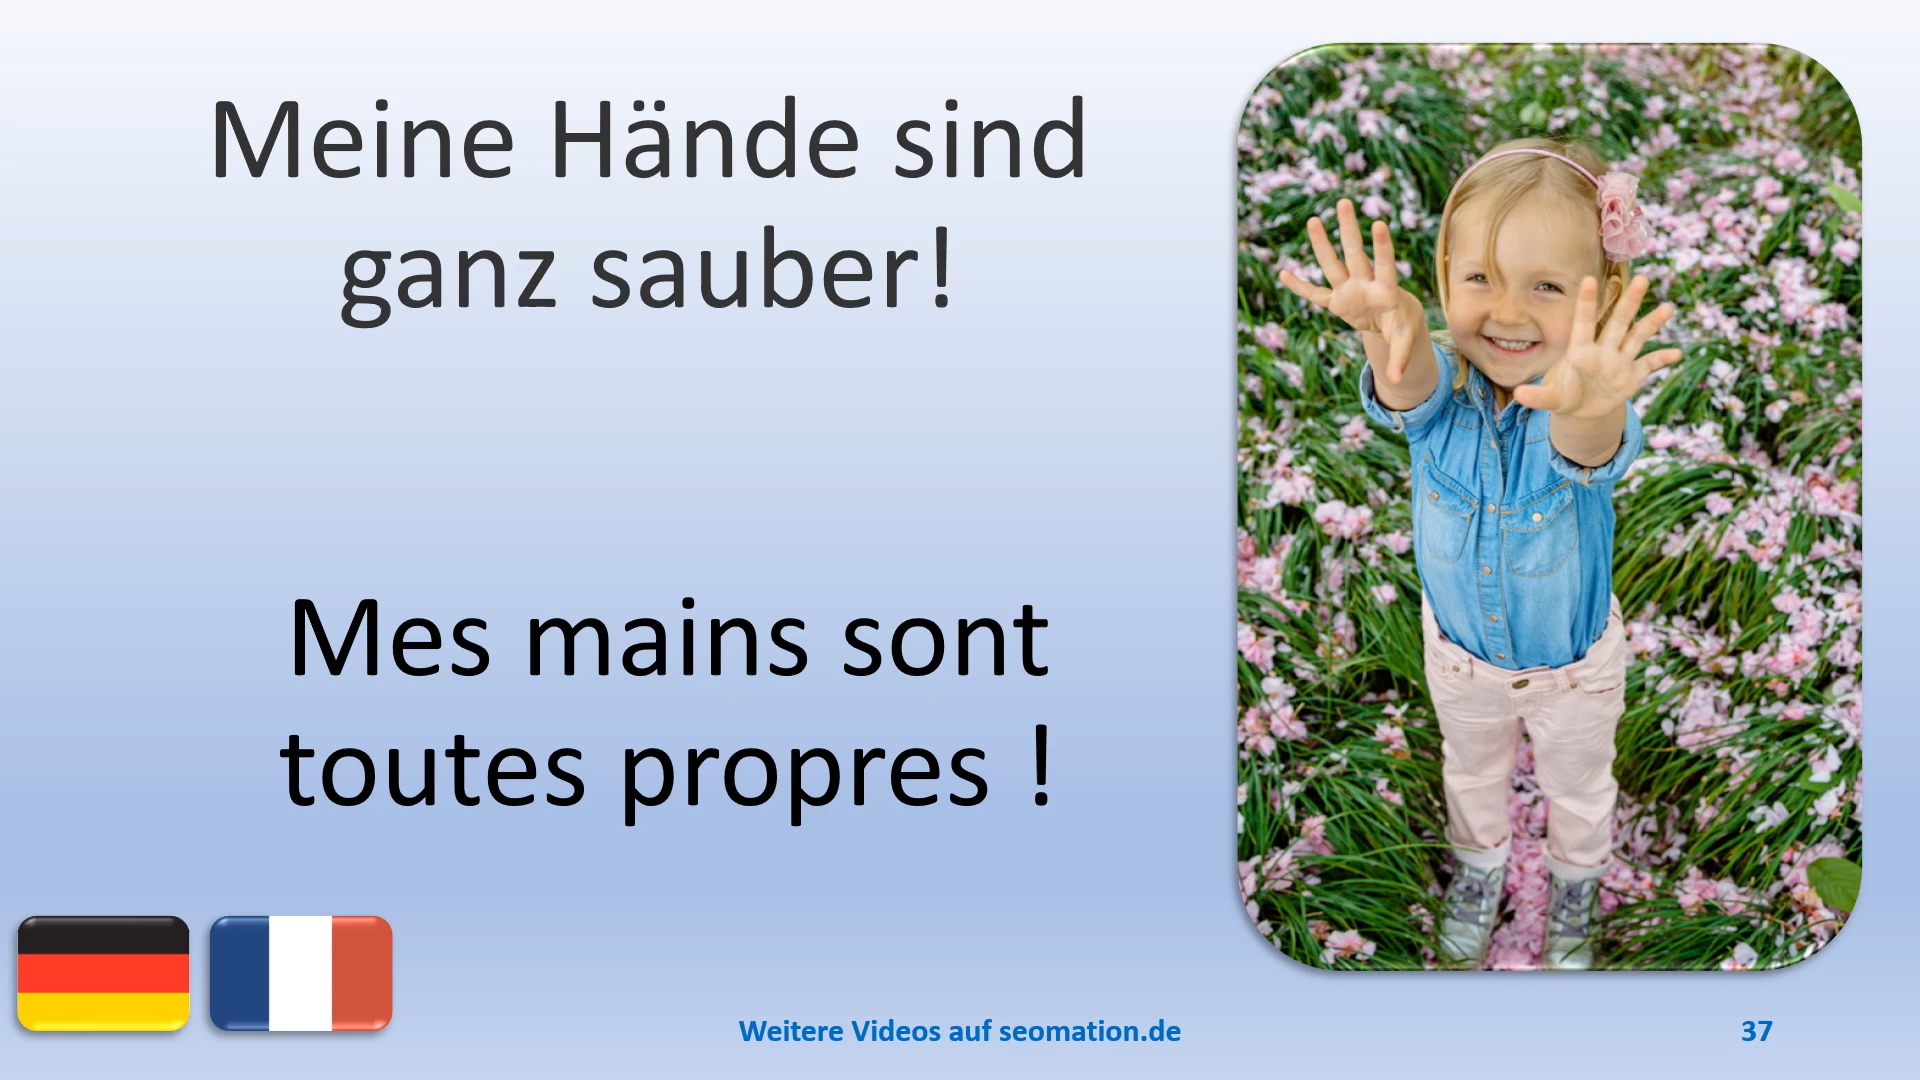 Meine Hände sind
ganz sauber!
Mes mains sont
toutes propres !
Weitere Videos auf seomation.de
37